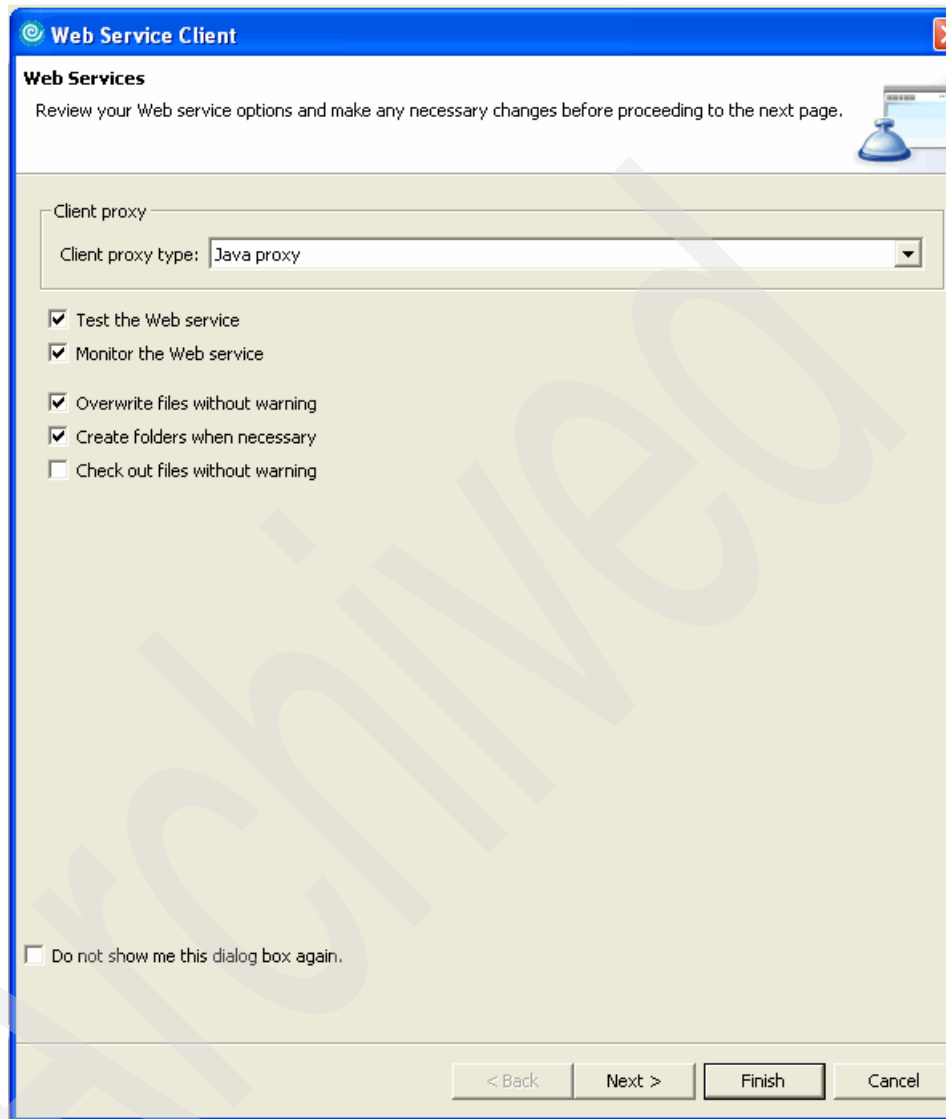 Web Service Client
Web Services
Review your Web service options and make any necessary changes before proceeding to the next page.
Client proxy
Client proxy type: Java proxy
Test the Web service
Monitor the Web service
Overwrite files without warning
Create folders when necessary
Check out files without warning
Archived
Do not show me this dialog box again.
< Back Next > Finish Cancel